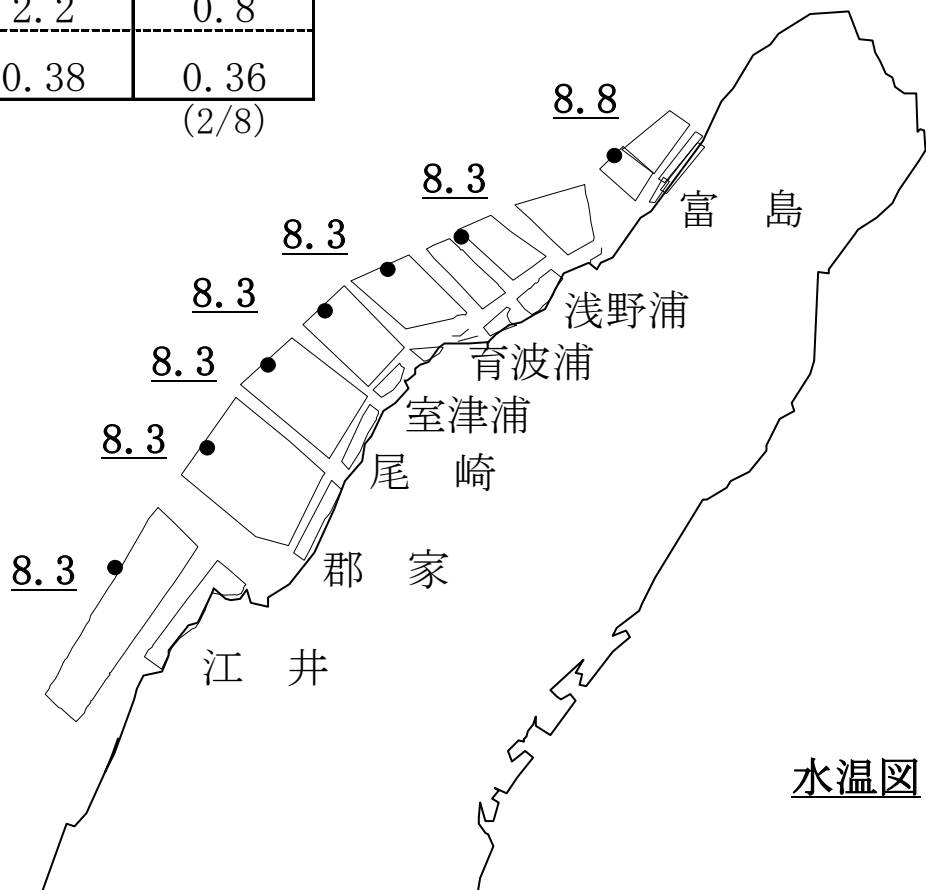 2.2 0.8
0.38 0.36
(2/8)
8.8
8.3
富 島
8.3
8.3
浅野浦
8.3
育波浦
室津浦
8.3
尾 崎
8.3
郡 家
江 井
水温図